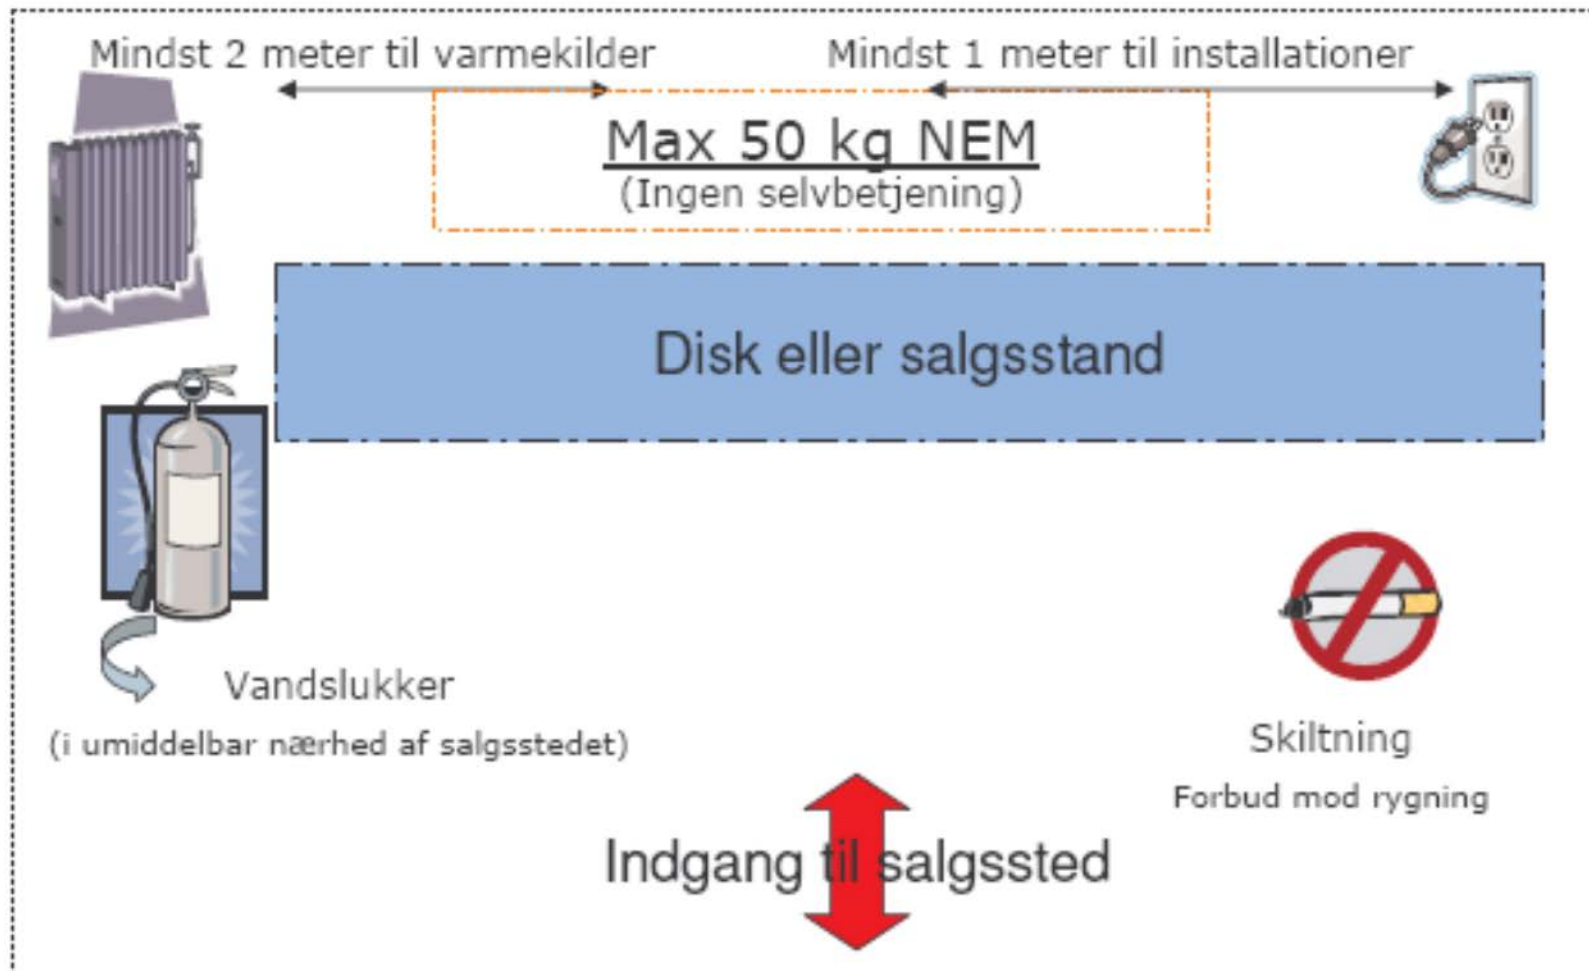 Mindst 2 meter til varmekilder
Mindst 1 meter til installationer
Max 50 kg NEM
(Ingen selvbetjening)
Disk eller salgsstand
Vandslukker
(i umiddelbar nærhed af salgsstedet)
Skiltning
Forbud mod rygning
Indgang til salgssted